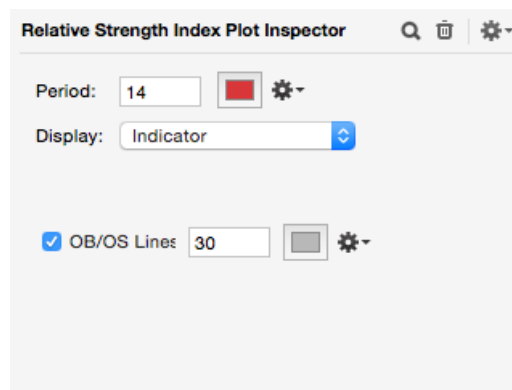 Relative Strength Index Plot Inspector
Period: 14
Display: Indicator
OB/OS Lines 30